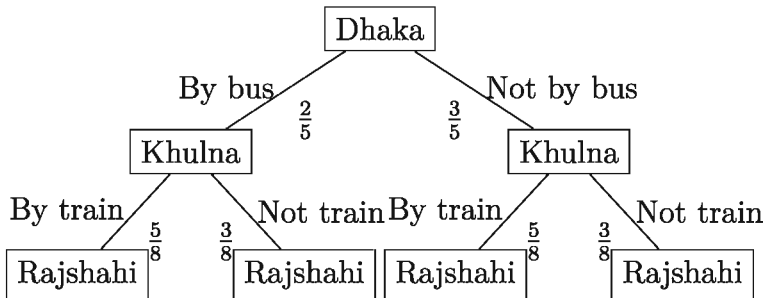 Dhaka
By bus Not by bus
2/5 3/5
Khulna Khulna
By train Not train By train Not train
5/8 3/8 5/8 3/8
Rajshahi Rajshahi Rajshahi Rajshahi